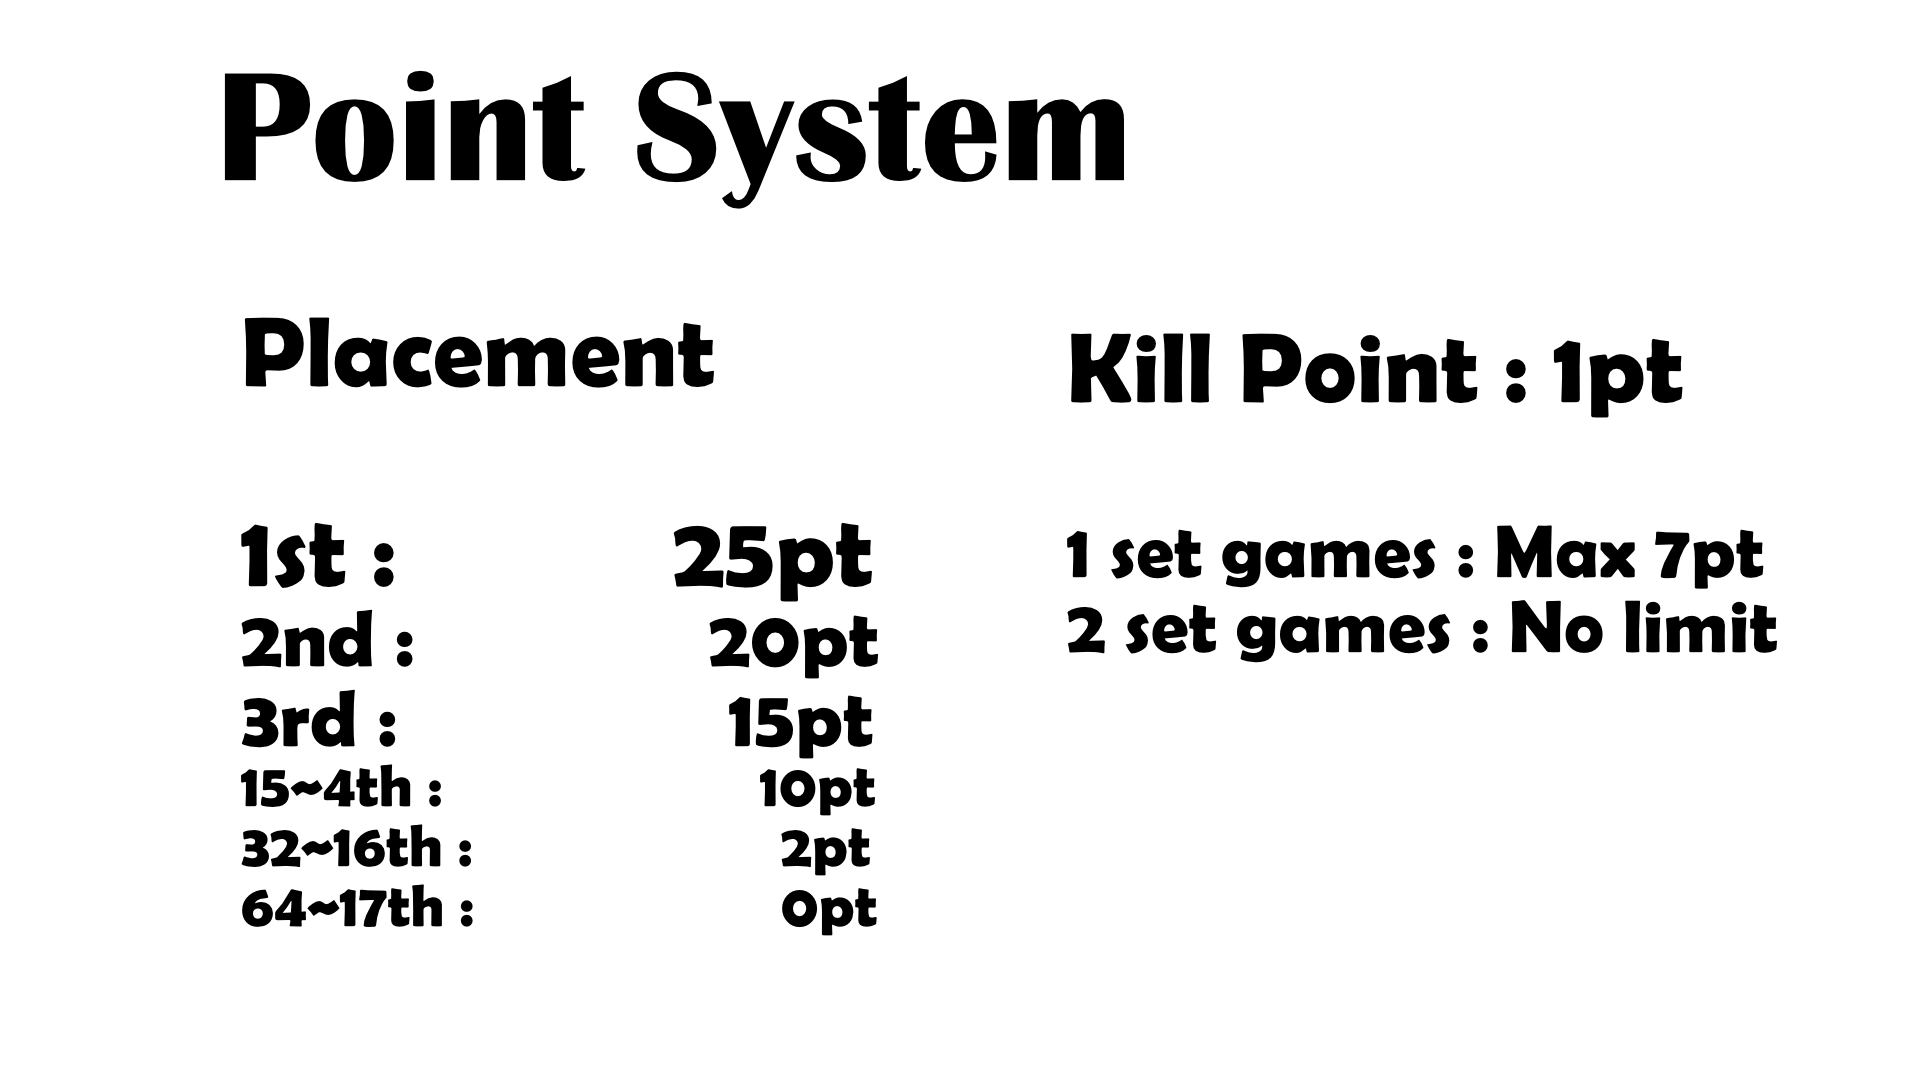 Point System
Placement
1st : 25pt
2nd : 20pt
3rd : 15pt
15~4th : 10pt
32~16th : 2pt
64~17th : 0pt
Kill Point : 1pt
1 set games : Max 7pt
2 set games : No limit